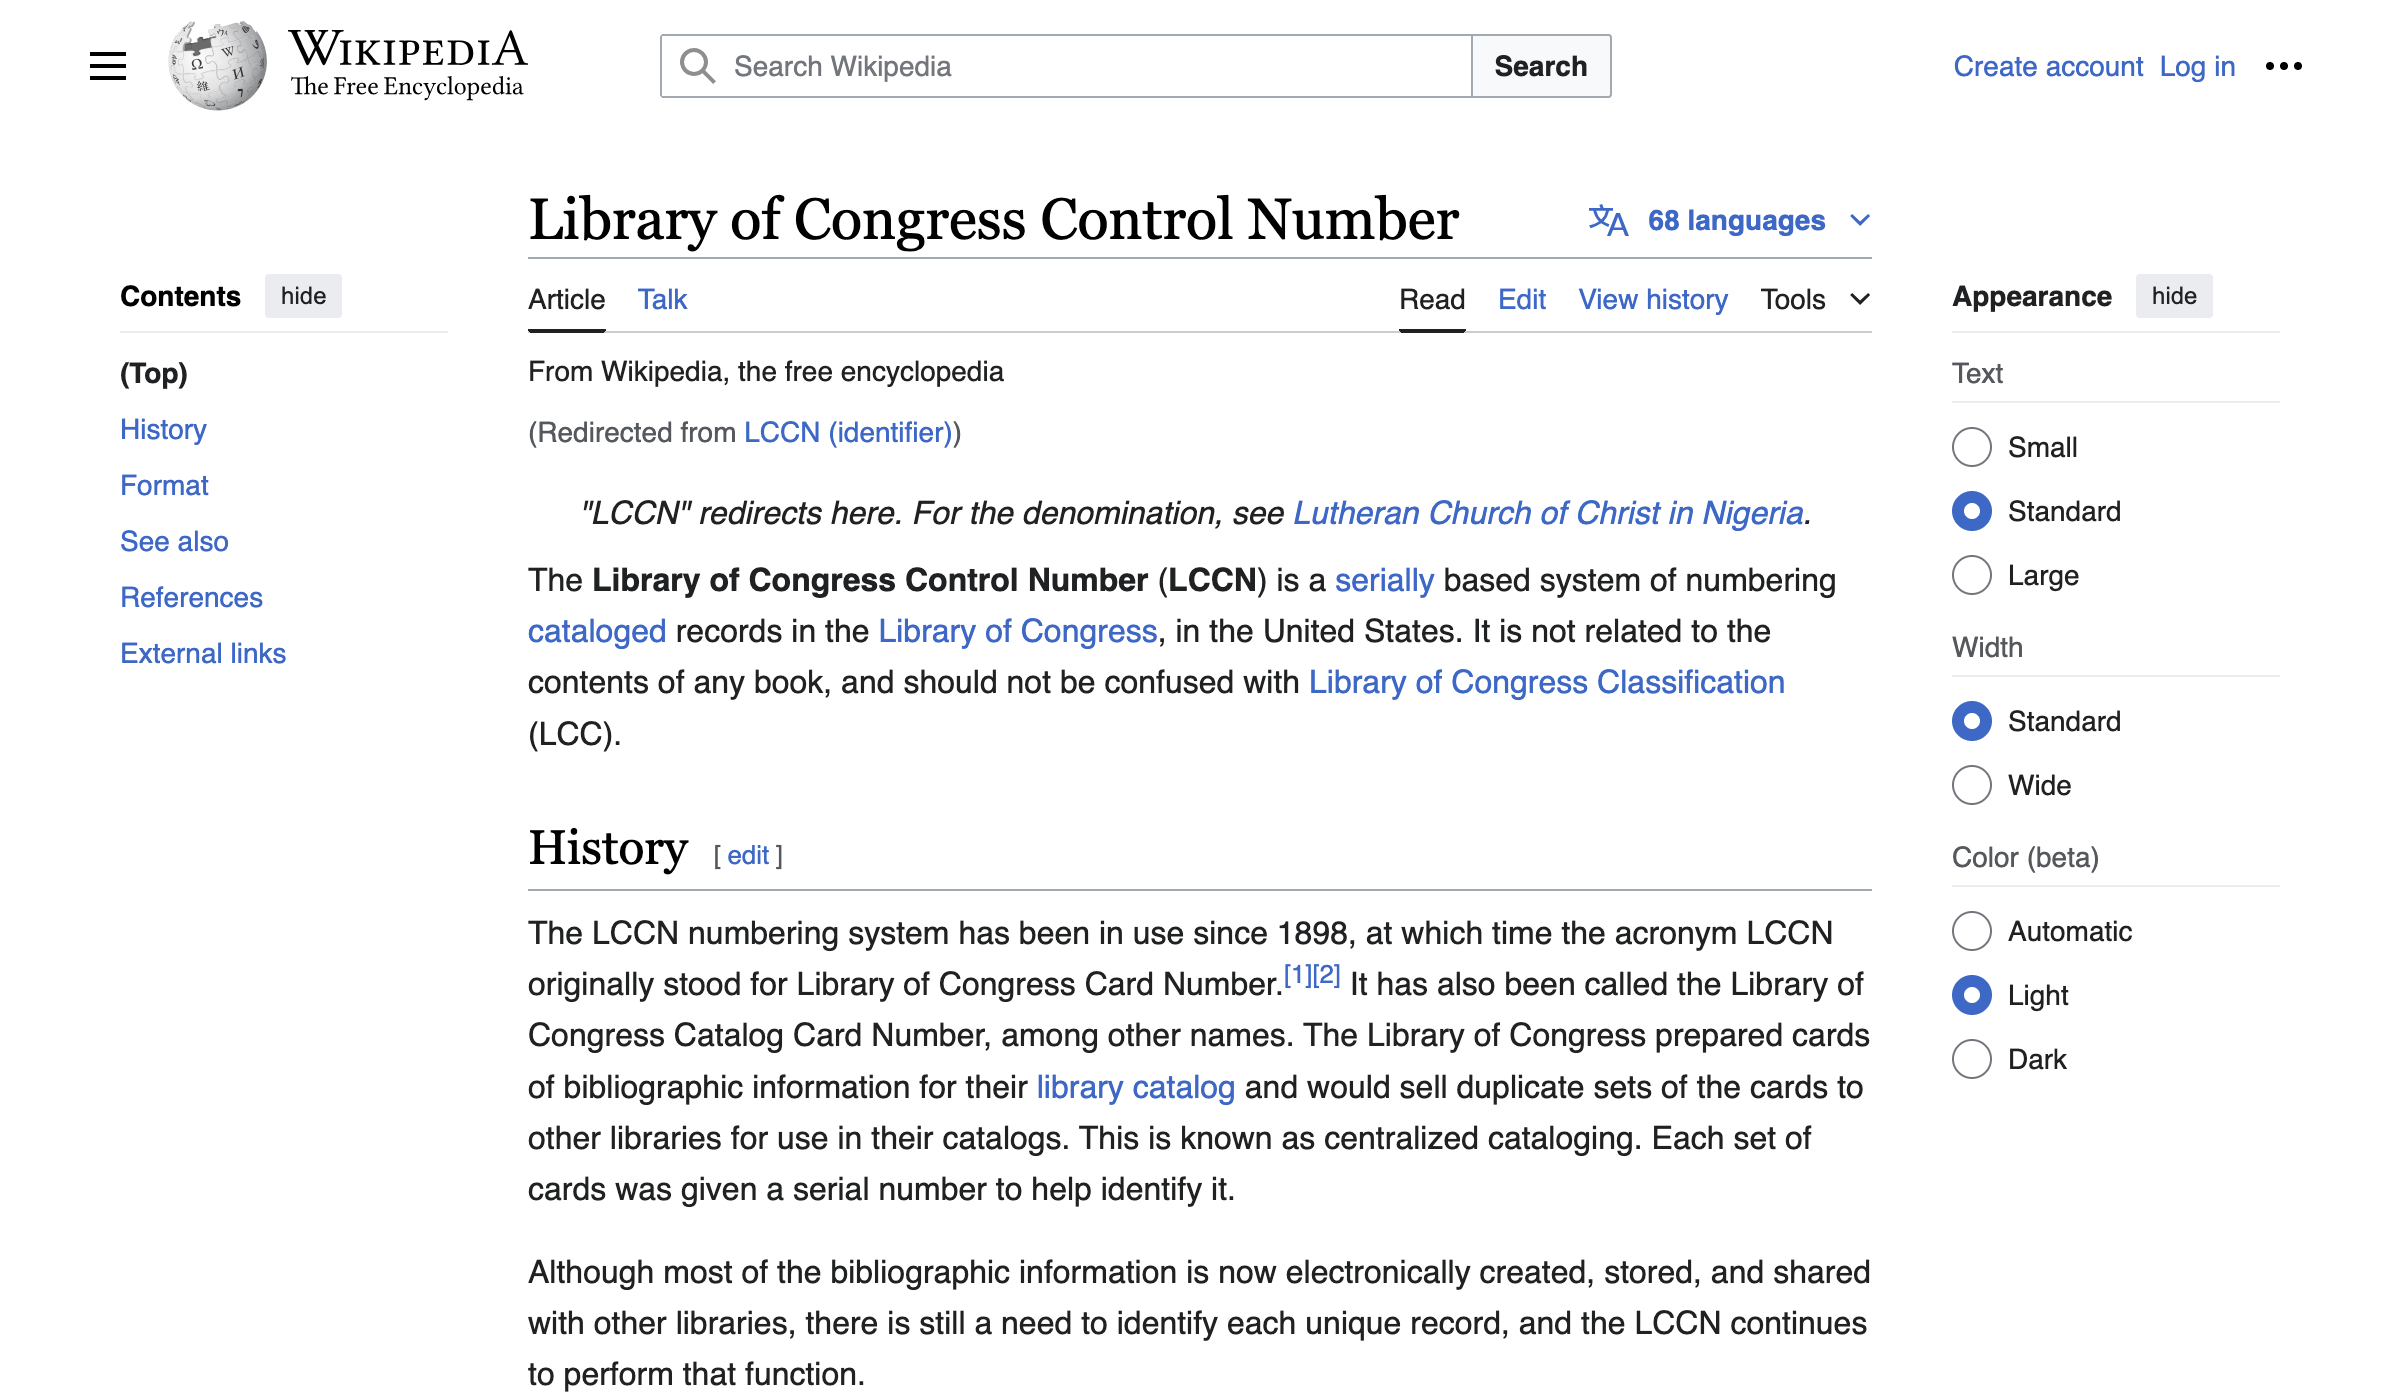 WIKIPEDIA
The Free Encyclopedia
Search Wikipedia
Search
Create account Log in
Library of Congress Control Number
68 languages
Contents hide
(Top)
History
Format
See also
References
External links
Article Talk
Read Edit View history Tools
From Wikipedia, the free encyclopedia
(Redirected from LCCN (identifier))
"LCCN" redirects here. For the denomination, see Lutheran Church of Christ in Nigeria.
The Library of Congress Control Number (LCCN) is a serially based system of numbering
cataloged records in the Library of Congress, in the United States. It is not related to the
contents of any book, and should not be confused with Library of Congress Classification
(LCC).
History [ edit ]
The LCCN numbering system has been in use since 1898, at which time the acronym LCCN
originally stood for Library of Congress Card Number.[1][2] It has also been called the Library of
Congress Catalog Card Number, among other names. The Library of Congress prepared cards
of bibliographic information for their library catalog and would sell duplicate sets of the cards to
other libraries for use in their catalogs. This is known as centralized cataloging. Each set of
cards was given a serial number to help identify it.
Although most of the bibliographic information is now electronically created, stored, and shared
with other libraries, there is still a need to identify each unique record, and the LCCN continues
to perform that function.
Appearance hide
Text
Small
Standard
Large
Width
Standard
Wide
Color (beta)
Automatic
Light
Dark